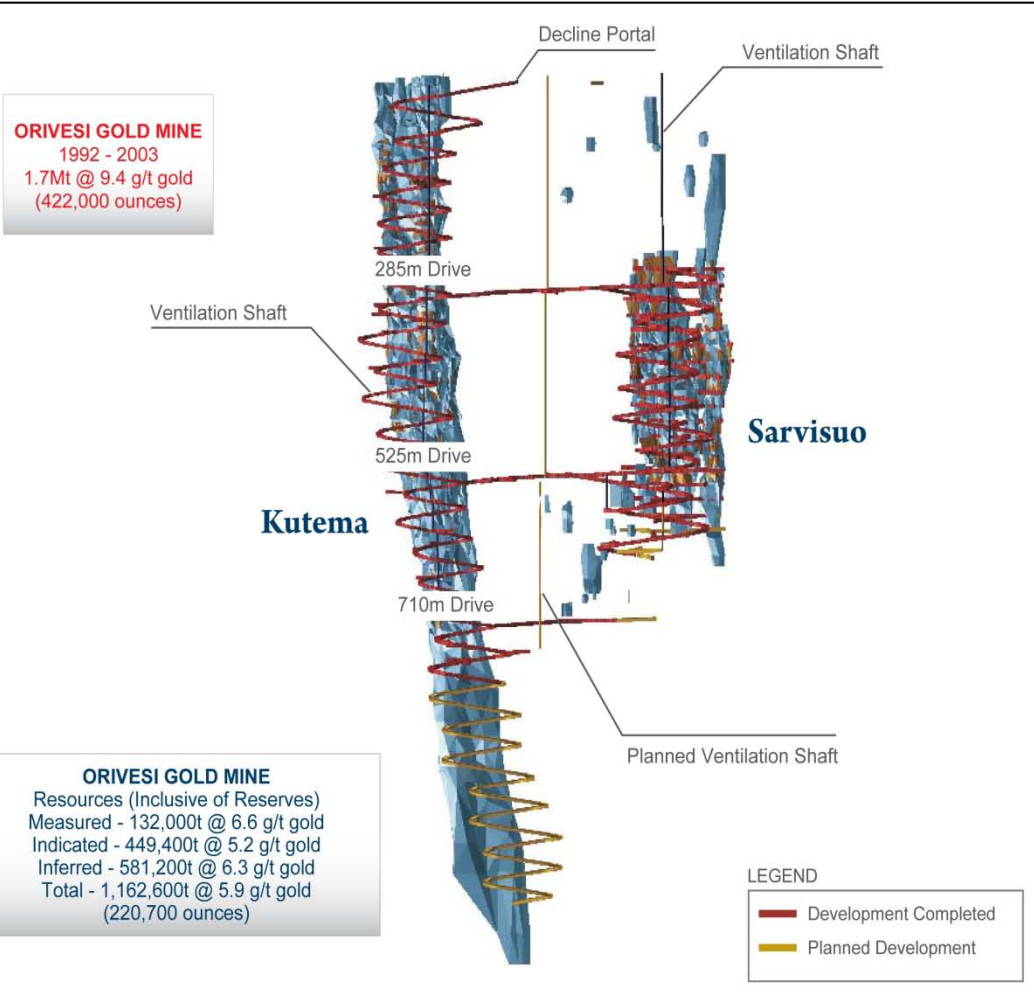 Decline Portal
Ventilation Shaft
ORIVESI GOLD MINE
1992 - 2003
1.7Mt @ 9.4 g/t gold
(422,000 ounces)
285m Drive
Ventilation Shaft
Sarvisuo
525m Drive
Kutema
710m Drive
Planned Ventilation Shaft
ORIVESI GOLD MINE
Resources (Inclusive of Reserves)
Measured - 132,000t @ 6.6 g/t gold
Indicated - 449,400t @ 5.2 g/t gold
Inferred - 581,200t @ 6.3 g/t gold
Total - 1,162,600t @ 5.9 g/t gold
(220,700 ounces)
LEGEND
Development Completed
Planned Development